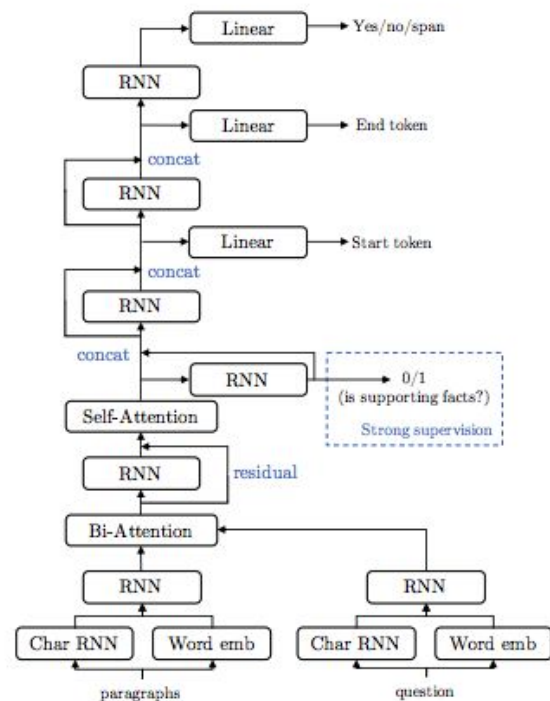 Linear
Yes/no/span
RNN
Linear
End token
concat
RNN
Linear
Start token
concat
RNN
concat
RNN
0/1
(is supporting facts?)
Strong supervision
Self-Attention
RNN
residual
Bi-Attention
RNN
RNN
Char RNN
Word emb
Char RNN
Word emb
paragraphs
question